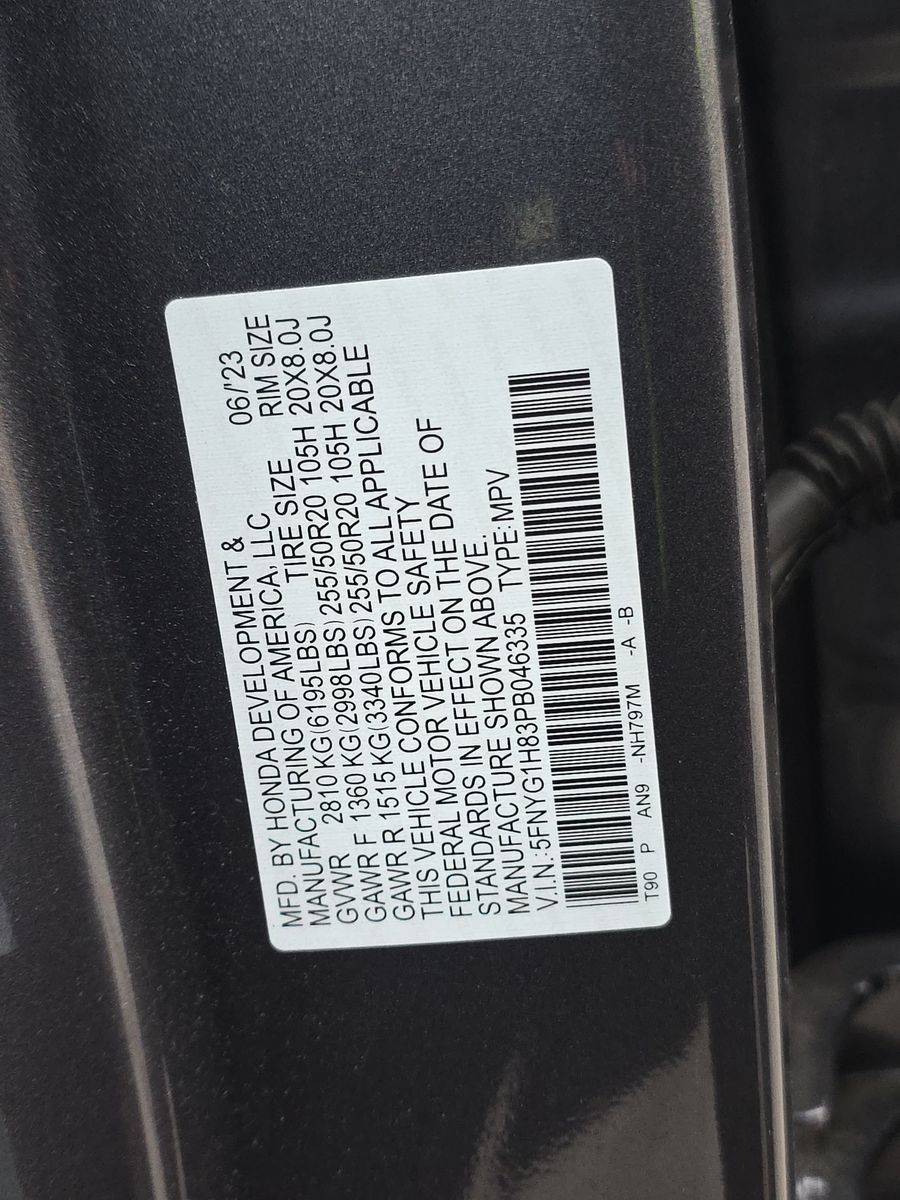 MFD. BY HONDA DEVELOPMENT & 06/'23
MANUFACTURING OF AMERICA, LLC RIM SIZE
GVWR 2810 KG(6195LBS) TIRE SIZE
GAWR F 1360 KG(2998LBS) 255/50R20 105H 20X8.0J
GAWR R 1515 KG(3340LBS) 255/50R20 105H 20X8.0J
THIS VEHICLE CONFORMS TO ALL APPLICABLE
FEDERAL MOTOR VEHICLE SAFETY
STANDARDS IN EFFECT ON THE DATE OF
MANUFACTURE SHOWN ABOVE.
V.I.N.:5FNYG1H83PB046335 TYPE:MPV
T90 P AN9 -NH797M -A -B